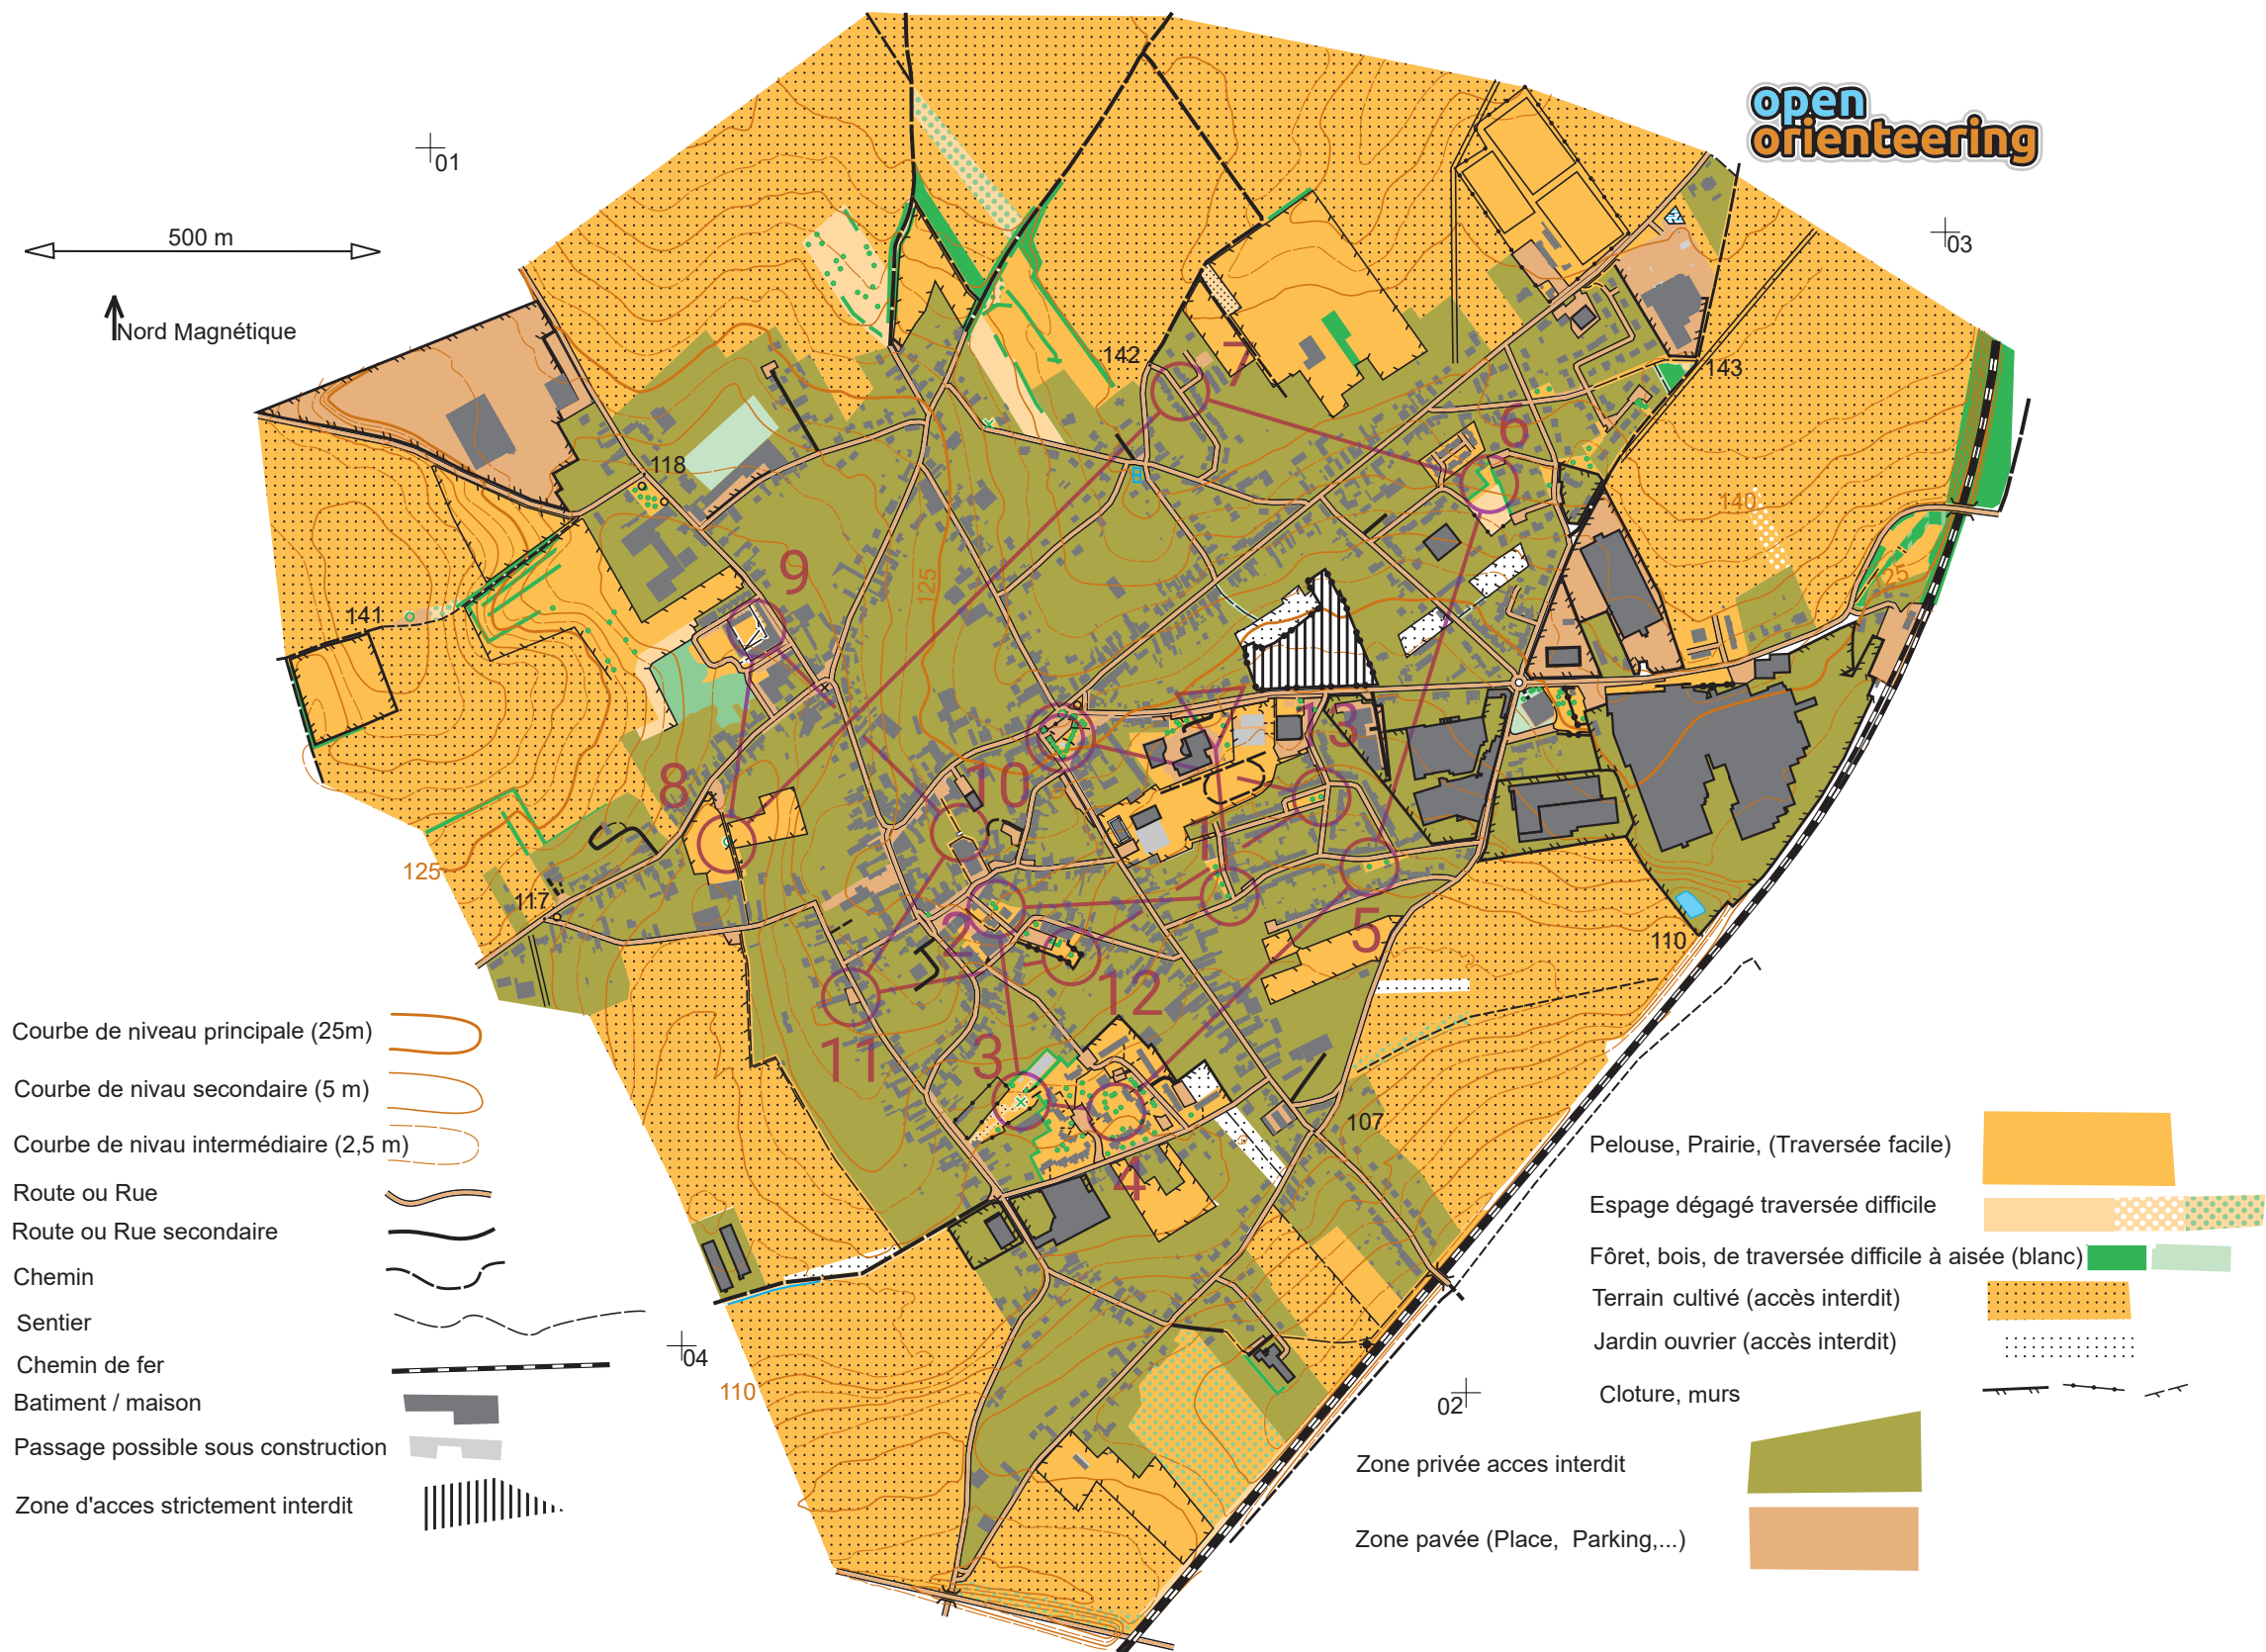 open
orienteering
01
03
500 m
Nord Magnétique
142
7
143
6
118
140
9
125
141
125
13
8
10
125
1
117
2
5
110
12
11
3
107
4
04
110
02
Courbe de niveau principale (25m)
Courbe de nivau secondaire (5 m)
Courbe de nivau intermédiaire (2,5 m)
Route ou Rue
Route ou Rue secondaire
Chemin
Sentier
Chemin de fer
Batiment / maison
Passage possible sous construction
Zone d'acces strictement interdit
Pelouse, Prairie, (Traversée facile)
Espage dégagé traversée difficile
Fôret, bois, de traversée difficile à aisée (blanc)
Terrain cultivé (accès interdit)
Jardin ouvrier (accès interdit)
Cloture, murs
Zone privée acces interdit
Zone pavée (Place, Parking,...)